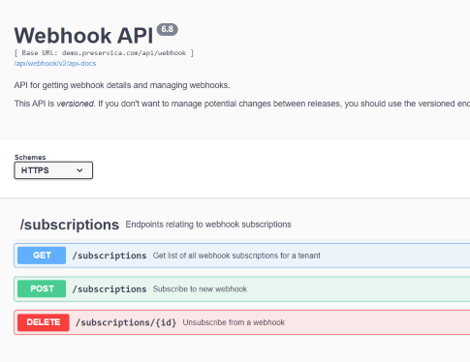 Webhook API 6.8
[ Base URL: demo.preservica.com/api/webhook ]
/api/webhook/v2/api-docs
API for getting webhook details and managing webhooks.
This API is versioned. If you don't want to manage potential changes between releases, you should use the versioned
Schemes
HTTPS
/subscriptions Endpoints relating to webhook subscriptions
GET /subscriptions Get list of all webhook subscriptions for a tenant
POST /subscriptions Subscribe to new webhook
DELETE /subscriptions/{id} Unsubscribe from a webhook